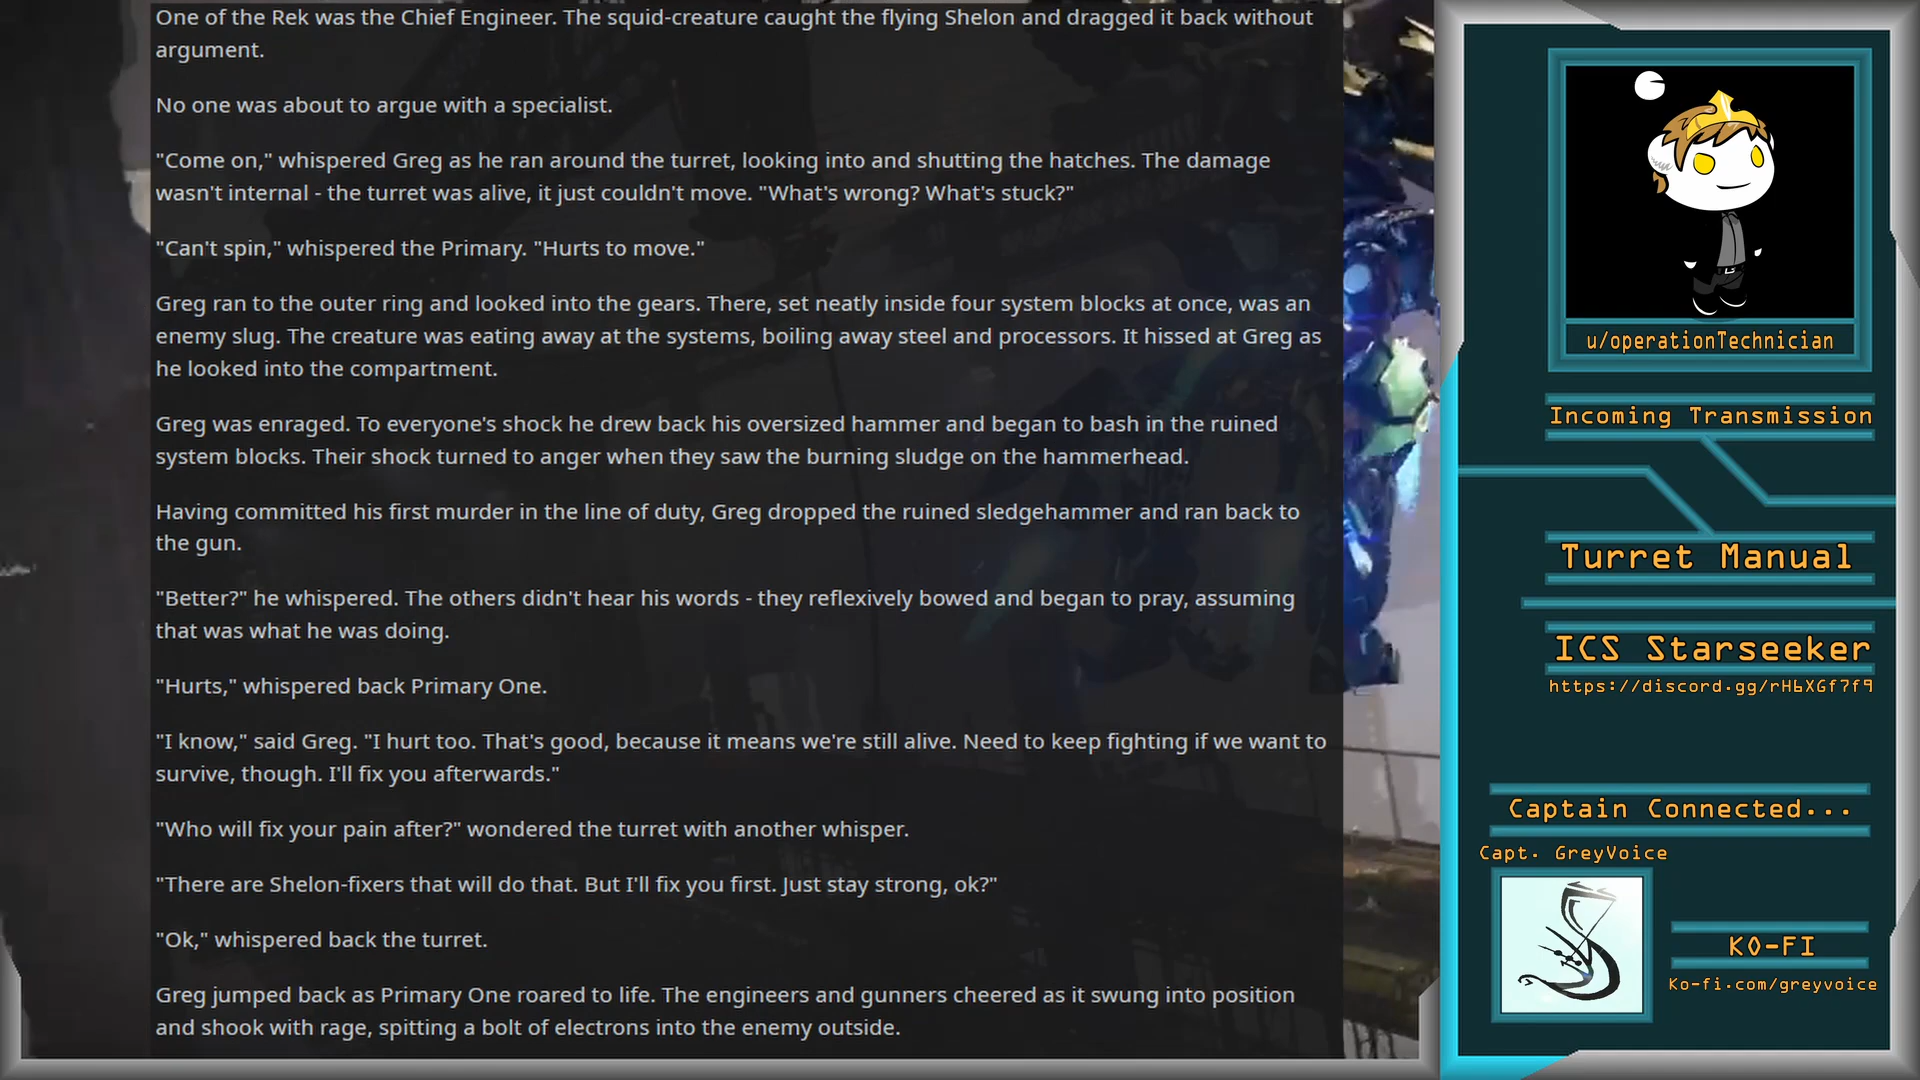 One of the Rek was the Chief Engineer. The squid-creature caught the flying Shelon and dragged it back without
argument.
No one was about to argue with a specialist.
"Come on," whispered Greg as he ran around the turret, looking into and shutting the hatches. The damage
wasn't internal - the turret was alive, it just couldn't move. "What's wrong? What's stuck?"
"Can't spin," whispered the Primary. "Hurts to move."
Greg ran to the outer ring and looked into the gears. There, set neatly inside four system blocks at once, was an
enemy slug. The creature was eating away at the systems, boiling away steel and processors. It hissed at Greg as
he looked into the compartment.
Greg was enraged. To everyone's shock he drew back his oversized hammer and began to bash in the ruined
system blocks. Their shock turned to anger when they saw the burning sludge on the hammerhead.
Having committed his first murder in the line of duty, Greg dropped the ruined sledgehammer and ran back to
the gun.
"Better?" he whispered. The others didn't hear his words - they reflexively bowed and began to pray, assuming
that was what he was doing.
"Hurts," whispered back Primary One.
"I know," said Greg. "I hurt too. That's good, because it means we're still alive. Need to keep fighting if we want to
survive, though. I'll fix you afterwards."
"Who will fix your pain after?" wondered the turret with another whisper.
"There are Shelon-fixers that will do that. But I'll fix you first. Just stay strong, ok?"
"Ok," whispered back the turret.
Greg jumped back as Primary One roared to life. The engineers and gunners cheered as it swung into position
and shook with rage, spitting a bolt of electrons into the enemy outside.
u/operationTechnician
Incoming Transmission
Turret Manual
ICS Starseeker
https://discord.gg/rH6XGf7f9
Captain Connected...
Capt. GreyVoice
KO-FI
Ko-fi.com/greyvoice